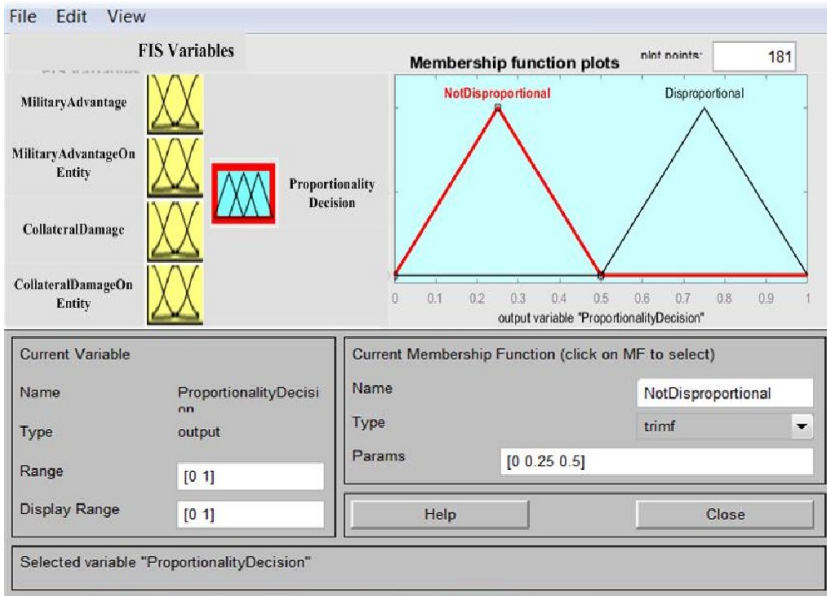 File Edit View
FIS Variables
Membership function plots
plot points:
181
MilitaryAdvantage
MilitaryAdvantageOn
Entity
CollateralDamage
CollateralDamageOn
Entity
Proportionality
Decision
NotDisproportional
Disproportional
0 0.1 0.2 0.3 0.4 0.5 0.6 0.7 0.8 0.9 1
output variable "ProportionalityDecision"
Current Variable
Name ProportionalityDecisi
on
Type output
Range [0 1]
Display Range [0 1]
Current Membership Function (click on MF to select)
Name NotDisproportional
Type trimf
Params [0 0.25 0.5]
Help Close
Selected variable "ProportionalityDecision"